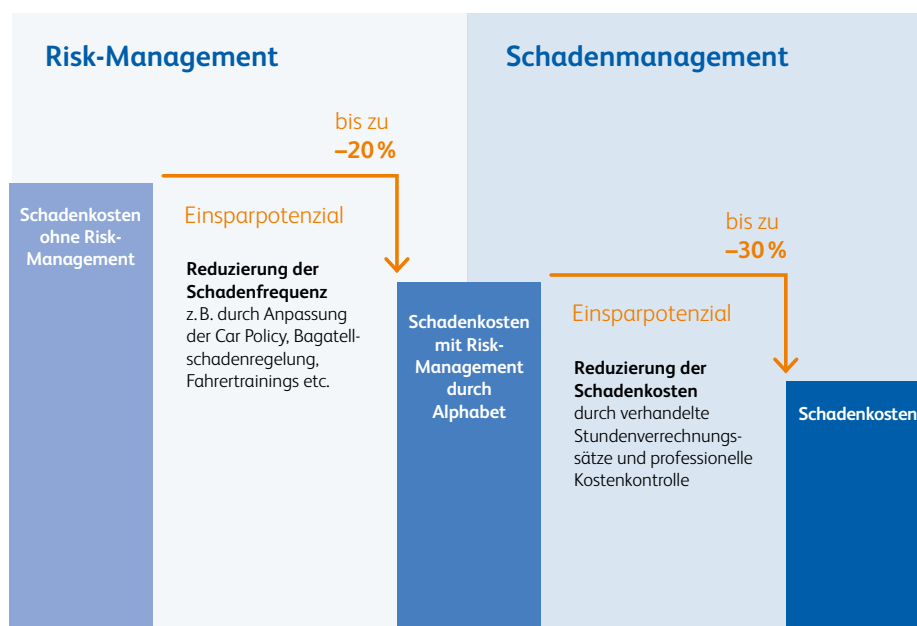 Risk-Management
Schadenmanagement
bis zu
–20 %
Schadenkosten
ohne Risk-
Management
Einsparpotenzial
Reduzierung der
Schadenfrequenz
z. B. durch Anpassung
der Car Policy, Bagatell-
schadenregelung,
Fahrertrainings etc.
Schadenkosten
mit Risk-
Management
durch
Alphabet
bis zu
–30 %
Einsparpotenzial
Reduzierung der
Schadenkosten
durch verhandelte
Stundenverrechnungs-
sätze und professionelle
Kostenkontrolle
Schadenkosten